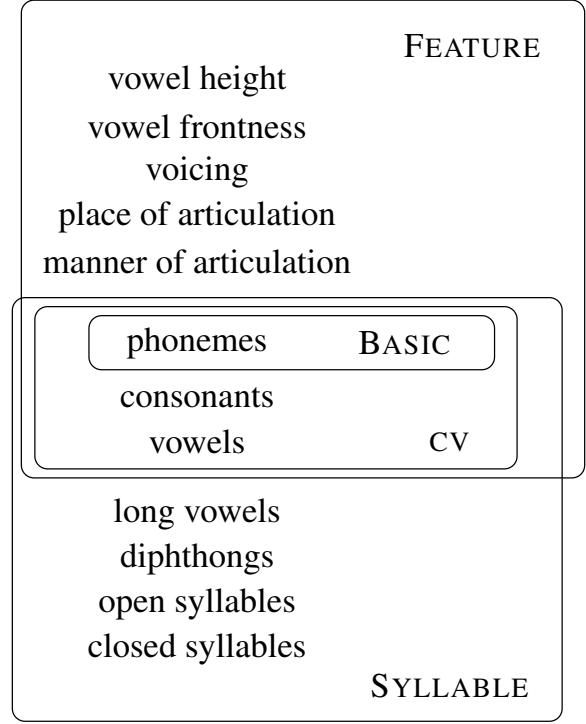 FEATURE
vowel height
vowel frontness
voicing
place of articulation
manner of articulation
phonemes BASIC
consonants
vowels CV
long vowels
diphthongs
open syllables
closed syllables
SYLLABLE